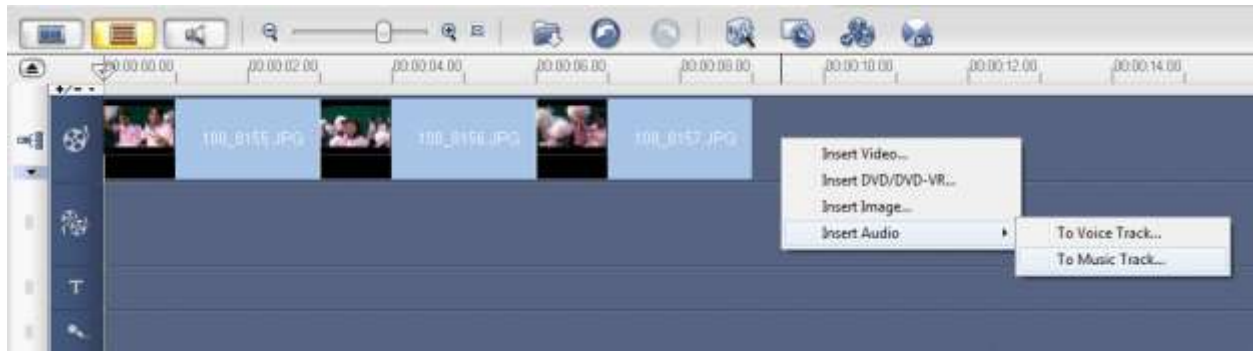 00:00:00.00 00:00:02.00 00:00:04.00 00:00:06.00 00:00:08.00 00:00:10.00 00:00:12.00 00:00:14.00
+/-
100_8155.JPG 100_8156.JPG 100_8157.JPG
Insert Video...
Insert DVD/DVD-VR...
Insert Image...
Insert Audio
To Voice Track...
To Music Track...
T